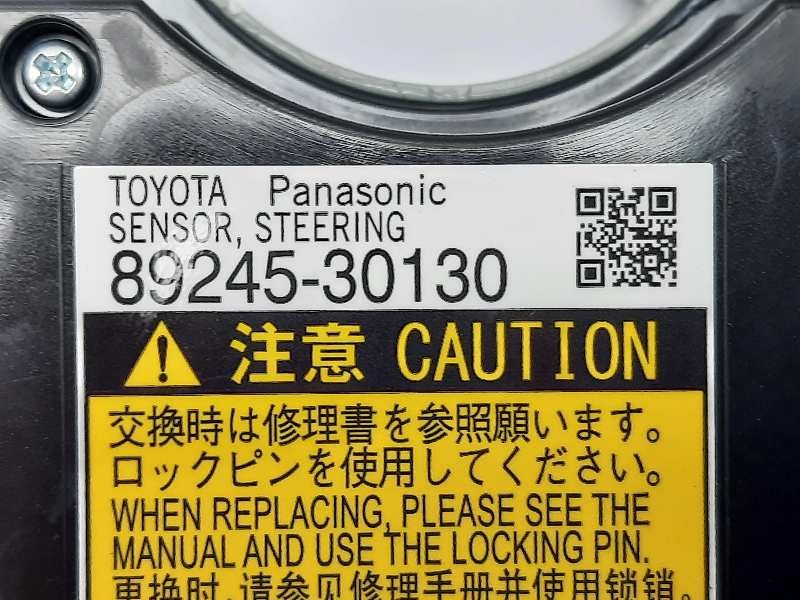 TOYOTA Panasonic
SENSOR, STEERING
89245-30130
注意 CAUTION
交換時は修理書を参照願います。
ロックピンを使用してください。
WHEN REPLACING, PLEASE SEE THE
MANUAL AND USE THE LOCKING PIN.
更换时,请参见修理手册并使用锁销。